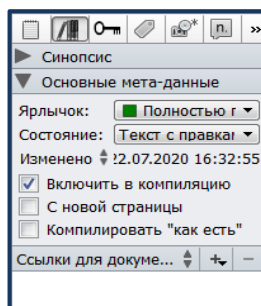 n. »
Синопсис
Основные мета-данные
Ярлычок: Полностью г
Состояние: Текст с правкаг
Изменено 22.07.2020 16:32:55
Включить в компиляцию
С новой страницы
Компилировать "как есть"
Ссылки для докуме...